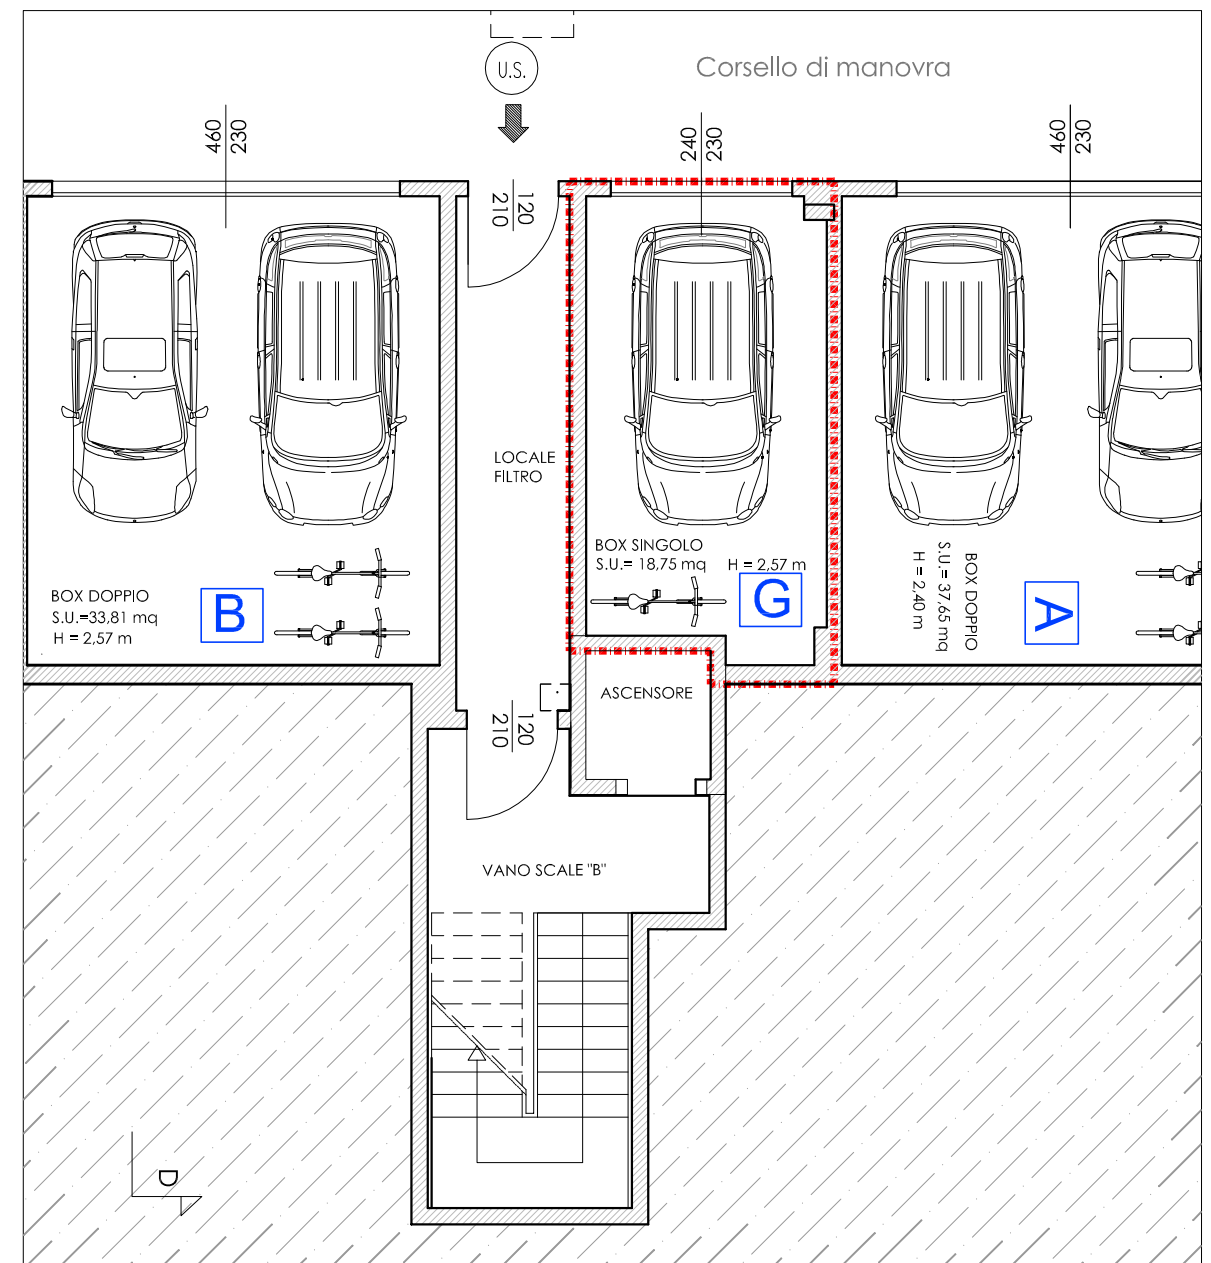 U.S.
Corsello di manovra
460
230
240
230
460
230
120
210
LOCALE
FILTRO
BOX SINGOLO
S.U.= 18,75 mq H = 2,57 m
G
BOX DOPPIO
S.U.=33,81 mq
H = 2,57 m
B
BOX DOPPIO
S.U.= 37,65 mq
H = 2,40 m
A
ASCENSORE
120
210
VANO SCALE "B"
D